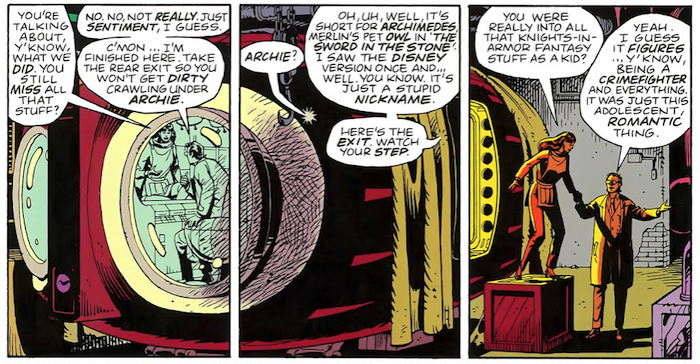 YOU'RE
TALKING
ABOUT,
Y'KNOW,
WHAT WE
DID. YOU
STILL
MISS ALL
THAT
STUFF?
NO. NO, NOT REALLY. JUST
SENTIMENT, I GUESS.
C'MON ... I'M
FINISHED HERE. TAKE
THE REAR EXIT SO YOU
WON'T GET DIRTY
CRAWLING UNDER
ARCHIE.
ARCHIE?
OH, UH, WELL, IT'S
SHORT FOR ARCHIMEDES,
MERLIN'S PET OWL IN "THE
SWORD IN THE STONE".
I SAW THE DISNEY
VERSION ONCE AND...
WELL. YOU KNOW. IT'S
JUST A STUPID
NICKNAME.
HERE'S THE
EXIT. WATCH
YOUR STEP.
YOU WERE
REALLY INTO ALL
THAT KNIGHTS-IN-
ARMOR FANTASY
STUFF AS A KID?
YEAH.
I GUESS
IT FIGURES
... Y'KNOW,
BEING A
CRIMEFIGHTER
AND EVERYTHING.
IT WAS JUST THIS
ADOLESCENT,
ROMANTIC
THING.